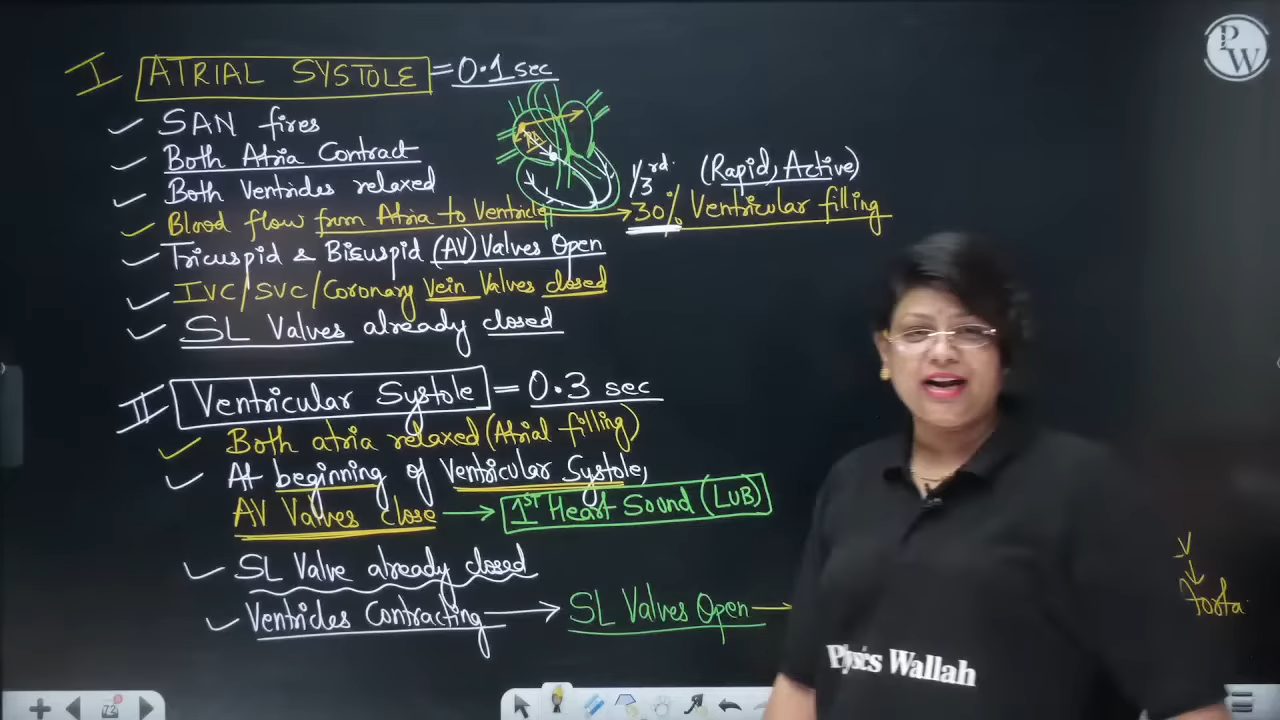 PW
I ATRIAL SYSTOLE = 0.1 sec
SAN fires
Both Atria Contract
Both Ventricles relaxed
Blood flow from Atria to Ventricle → 30% Ventricular filling
1/3rd. (Rapid, Active)
RA
Tricuspid & Bicuspid (AV) Valves Open
IVC/SVC/Coronary Vein Valves closed
SL Valves already closed
II Ventricular Systole = 0.3 sec
Both atria relaxed (Atrial filling)
At beginning of Ventricular Systole,
AV Valves close → 1ST Heart Sound (LUB)
SL Valve already closed
Ventricles Contracting → SL Valves Open →
V
↓
Physics Wallah